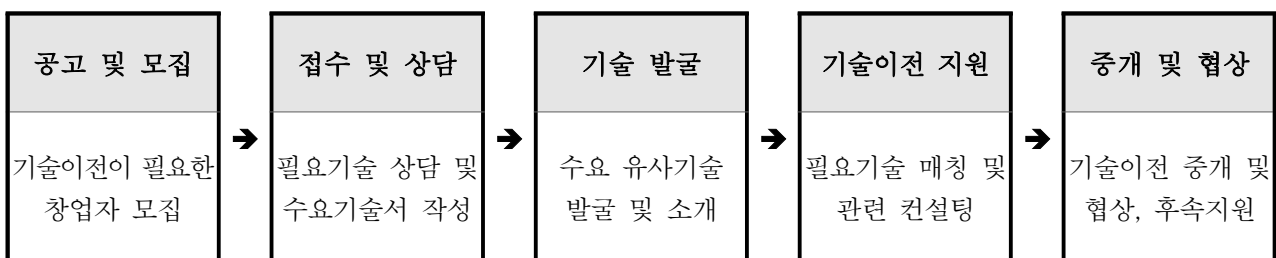 공고 및 모집
기술이전이 필요한
창업자 모집
➔
접수 및 상담
필요기술 상담 및
수요기술서 작성
➔
기술 발굴
수요 유사기술
발굴 및 소개
➔
기술이전 지원
필요기술 매칭 및
관련 컨설팅
➔
중개 및 협상
기술이전 중개 및
협상, 후속지원